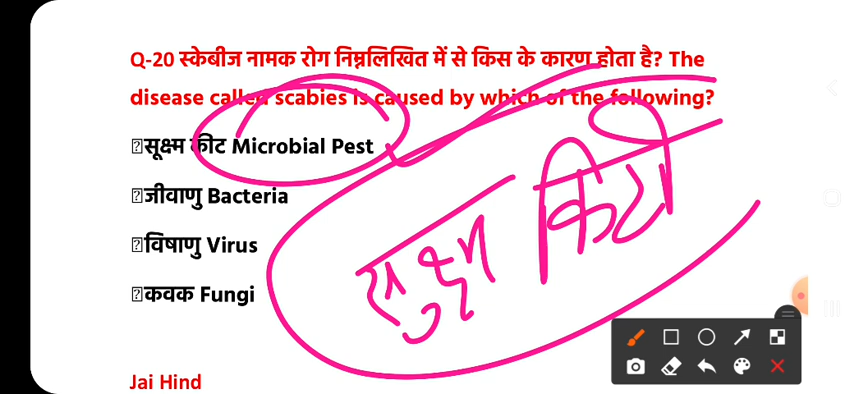 Q-20 स्केबीज नामक रोग निम्नलिखित में से किस के कारण होता है? The
disease called scabies is caused by which of the following?
सूक्ष्म कीट Microbial Pest
जीवाणु Bacteria
विषाणु Virus
कवक Fungi
सुक्ष्म किटी
Jai Hind